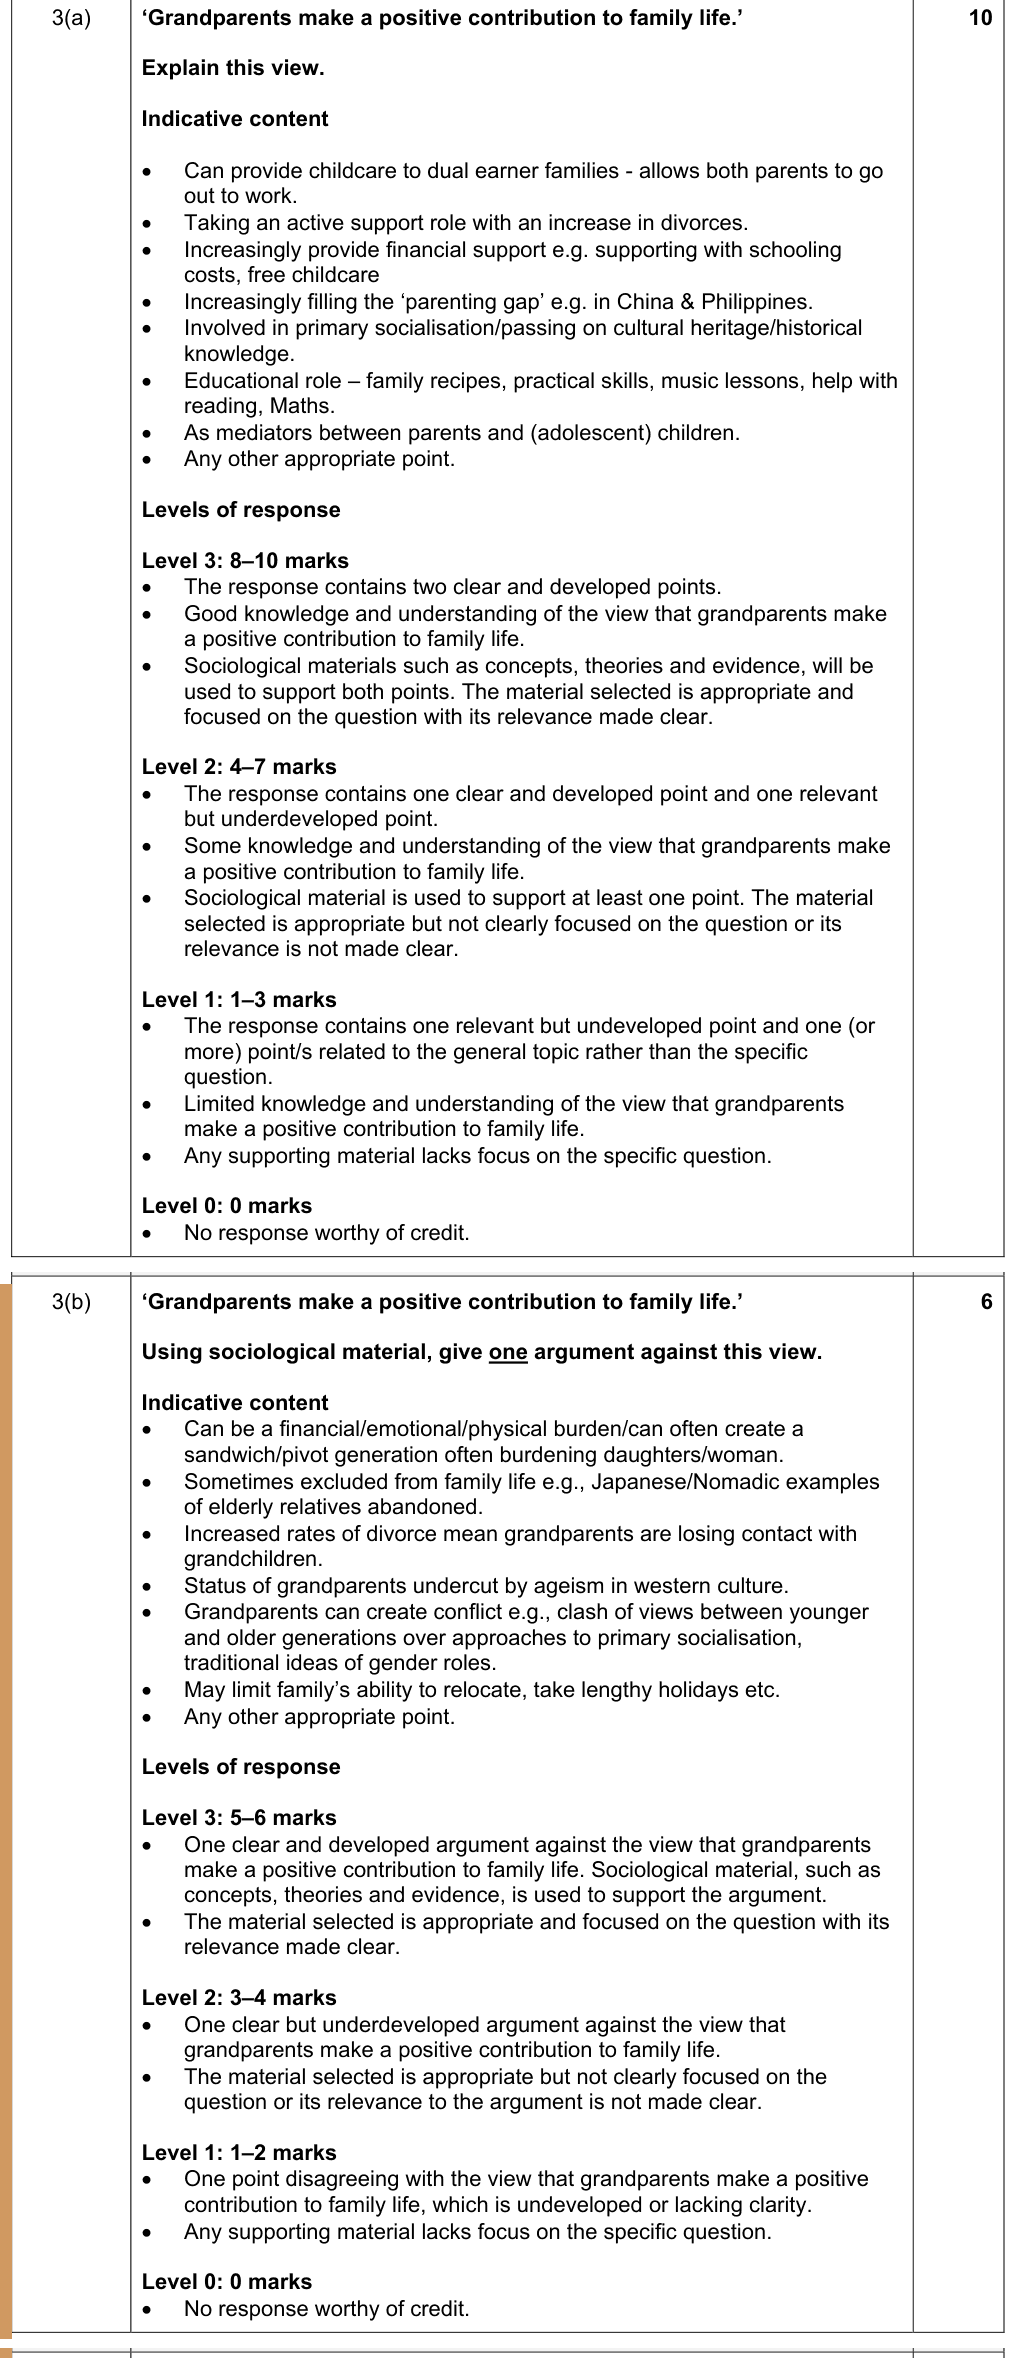 3(a) ‘Grandparents make a positive contribution to family life.’ 10
Explain this view.
Indicative content
• Can provide childcare to dual earner families - allows both parents to go
out to work.
• Taking an active support role with an increase in divorces.
• Increasingly provide financial support e.g. supporting with schooling
costs, free childcare
• Increasingly filling the ‘parenting gap’ e.g. in China & Philippines.
• Involved in primary socialisation/passing on cultural heritage/historical
knowledge.
• Educational role – family recipes, practical skills, music lessons, help with
reading, Maths.
• As mediators between parents and (adolescent) children.
• Any other appropriate point.
Levels of response
Level 3: 8–10 marks
• The response contains two clear and developed points.
• Good knowledge and understanding of the view that grandparents make
a positive contribution to family life.
• Sociological materials such as concepts, theories and evidence, will be
used to support both points. The material selected is appropriate and
focused on the question with its relevance made clear.
Level 2: 4–7 marks
• The response contains one clear and developed point and one relevant
but underdeveloped point.
• Some knowledge and understanding of the view that grandparents make
a positive contribution to family life.
• Sociological material is used to support at least one point. The material
selected is appropriate but not clearly focused on the question or its
relevance is not made clear.
Level 1: 1–3 marks
• The response contains one relevant but undeveloped point and one (or
more) point/s related to the general topic rather than the specific
question.
• Limited knowledge and understanding of the view that grandparents
make a positive contribution to family life.
• Any supporting material lacks focus on the specific question.
Level 0: 0 marks
• No response worthy of credit.
3(b) ‘Grandparents make a positive contribution to family life.’ 6
Using sociological material, give one argument against this view.
Indicative content
• Can be a financial/emotional/physical burden/can often create a
sandwich/pivot generation often burdening daughters/woman.
• Sometimes excluded from family life e.g., Japanese/Nomadic examples
of elderly relatives abandoned.
• Increased rates of divorce mean grandparents are losing contact with
grandchildren.
• Status of grandparents undercut by ageism in western culture.
• Grandparents can create conflict e.g., clash of views between younger
and older generations over approaches to primary socialisation,
traditional ideas of gender roles.
• May limit family’s ability to relocate, take lengthy holidays etc.
• Any other appropriate point.
Levels of response
Level 3: 5–6 marks
• One clear and developed argument against the view that grandparents
make a positive contribution to family life. Sociological material, such as
concepts, theories and evidence, is used to support the argument.
• The material selected is appropriate and focused on the question with its
relevance made clear.
Level 2: 3–4 marks
• One clear but underdeveloped argument against the view that
grandparents make a positive contribution to family life.
• The material selected is appropriate but not clearly focused on the
question or its relevance to the argument is not made clear.
Level 1: 1–2 marks
• One point disagreeing with the view that grandparents make a positive
contribution to family life, which is undeveloped or lacking clarity.
• Any supporting material lacks focus on the specific question.
Level 0: 0 marks
• No response worthy of credit.